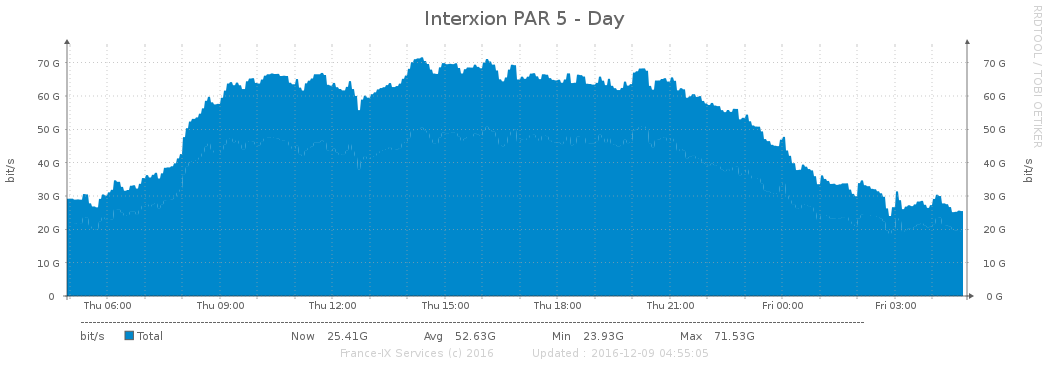 Interxion PAR 5 - Day
RRDTOOL / TOBI OETIKER
bit/s
70 G 70 G
60 G 60 G
50 G 50 G
40 G 40 G
30 G 30 G
20 G 20 G
10 G 10 G
0 0 G
bit/s
Thu 06:00 Thu 09:00 Thu 12:00 Thu 15:00 Thu 18:00 Thu 21:00 Fri 00:00 Fri 03:00
bit/s Total Now 25.41G Avg 52.63G Min 23.93G Max 71.53G
France-IX Services (c) 2016 Updated : 2016-12-09 04:55:05